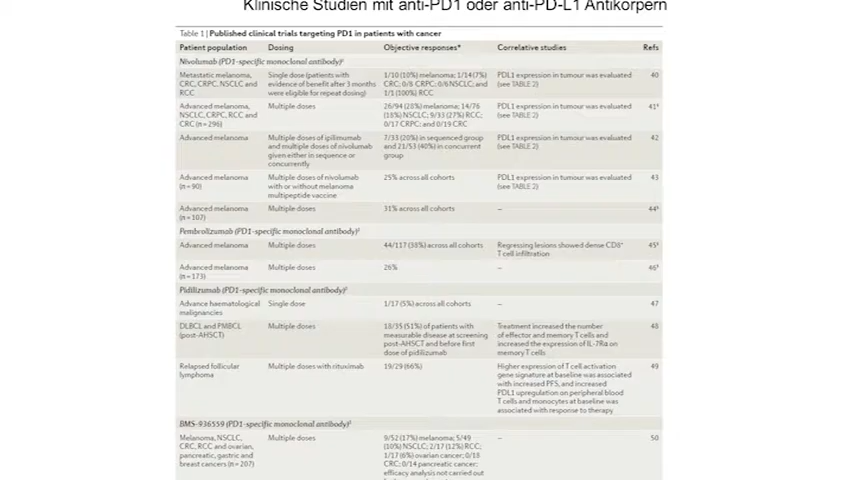 Klinische Studien mit anti-PD1 oder anti-PD-L1 Antikörpern
Table 1 | Published clinical trials targeting PD1 in patients with cancer
Patient population Dosing Objective responses* Correlative studies Refs
Nivolumab (PD1-specific monoclonal antibody)‡
Metastatic melanoma, Single dose (patients with 1/10 (10%) melanoma; 1/14 (7%) PDL1 expression in tumour was evaluated 40
CRC, CRPC, NSCLC and evidence of benefit after 3 months CRC; 0/8 CRPC; 0/6 NSCLC; and (see TABLE 2)
RCC were eligible for repeat dosing) 1/1 (100%) RCC
Advanced melanoma, Multiple doses 26/94 (28%) melanoma; 14/76 PDL1 expression in tumour was evaluated 41
NSCLC, CRPC, RCC and (18%) NSCLC; 9/33 (27%) RCC; (see TABLE 2)
CRC (n = 296) 0/17 CRPC; and 0/19 CRC
Advanced melanoma Multiple doses of ipilimumab 7/33 (20%) in sequenced group PDL1 expression in tumour was evaluated 42
and multiple doses of nivolumab and 21/53 (40%) in concurrent (see TABLE 2)
given either in sequence or group
concurrently
Advanced melanoma Multiple doses of nivolumab 25% across all cohorts PDL1 expression in tumour was evaluated 43
(n = 90) with or without melanoma (see TABLE 2)
multipeptide vaccine
Advanced melanoma Multiple doses 31% across all cohorts – 44
(n = 107)
Pembrolizumab (PD1-specific monoclonal antibody)‡
Advanced melanoma Multiple doses 44/117 (38%) across all cohorts Regressing lesions showed dense CD8+ 45
T cell infiltration
Advanced melanoma Multiple doses 26% – 46
(n = 173)
Pidilizumab (PD1-specific monoclonal antibody)‡
Advance haematological Single dose 1/17 (5%) across all cohorts – 47
malignancies
DLBCL and PMBCL Multiple doses 18/35 (51%) of patients with Treatment increased the number 48
(post-AHSCT) measurable disease at screening of effector and memory T cells and
post-AHSCT and before first increased the expression of IL-7Rα on
dose of pidilizumab memory T cells
Relapsed follicular Multiple doses with rituximab 19/29 (66%) Higher expression of T cell activation 49
lymphoma gene signature at baseline was associated
with increased PFS, and increased
PDL1 upregulation on peripheral blood
T cells and monocytes at baseline was
associated with response to therapy
BMS-936559 (PD1-specific monoclonal antibody)‡
Melanoma, NSCLC, Multiple doses 9/52 (17%) melanoma; 5/49 – 50
CRC, RCC and ovarian, (10%) NSCLC; 2/17 (12%) RCC;
pancreatic, gastric and 1/17 (6%) ovarian cancer; 0/18
breast cancers (n = 207) CRC; 0/14 pancreatic cancer;
efficacy analysis not carried out